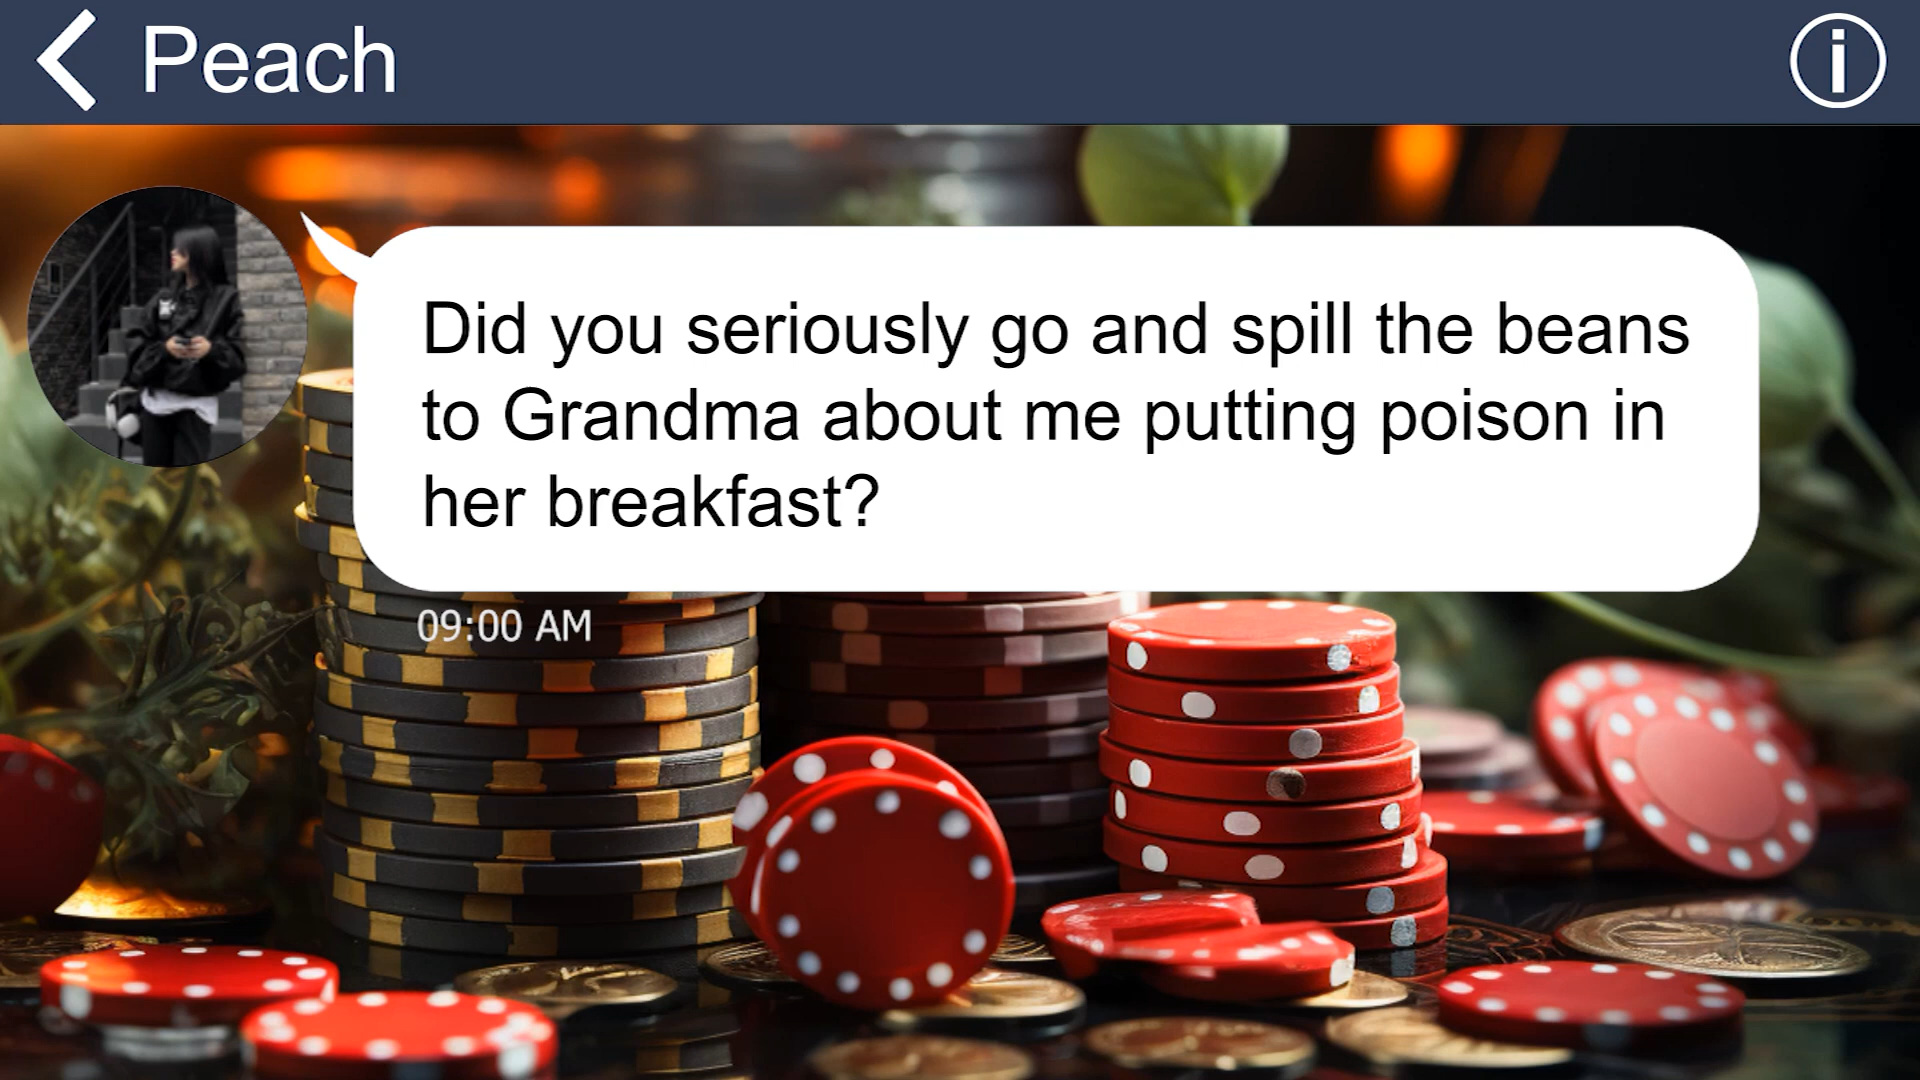 Peach
Did you seriously go and spill the beans
to Grandma about me putting poison in
her breakfast?
09:00 AM